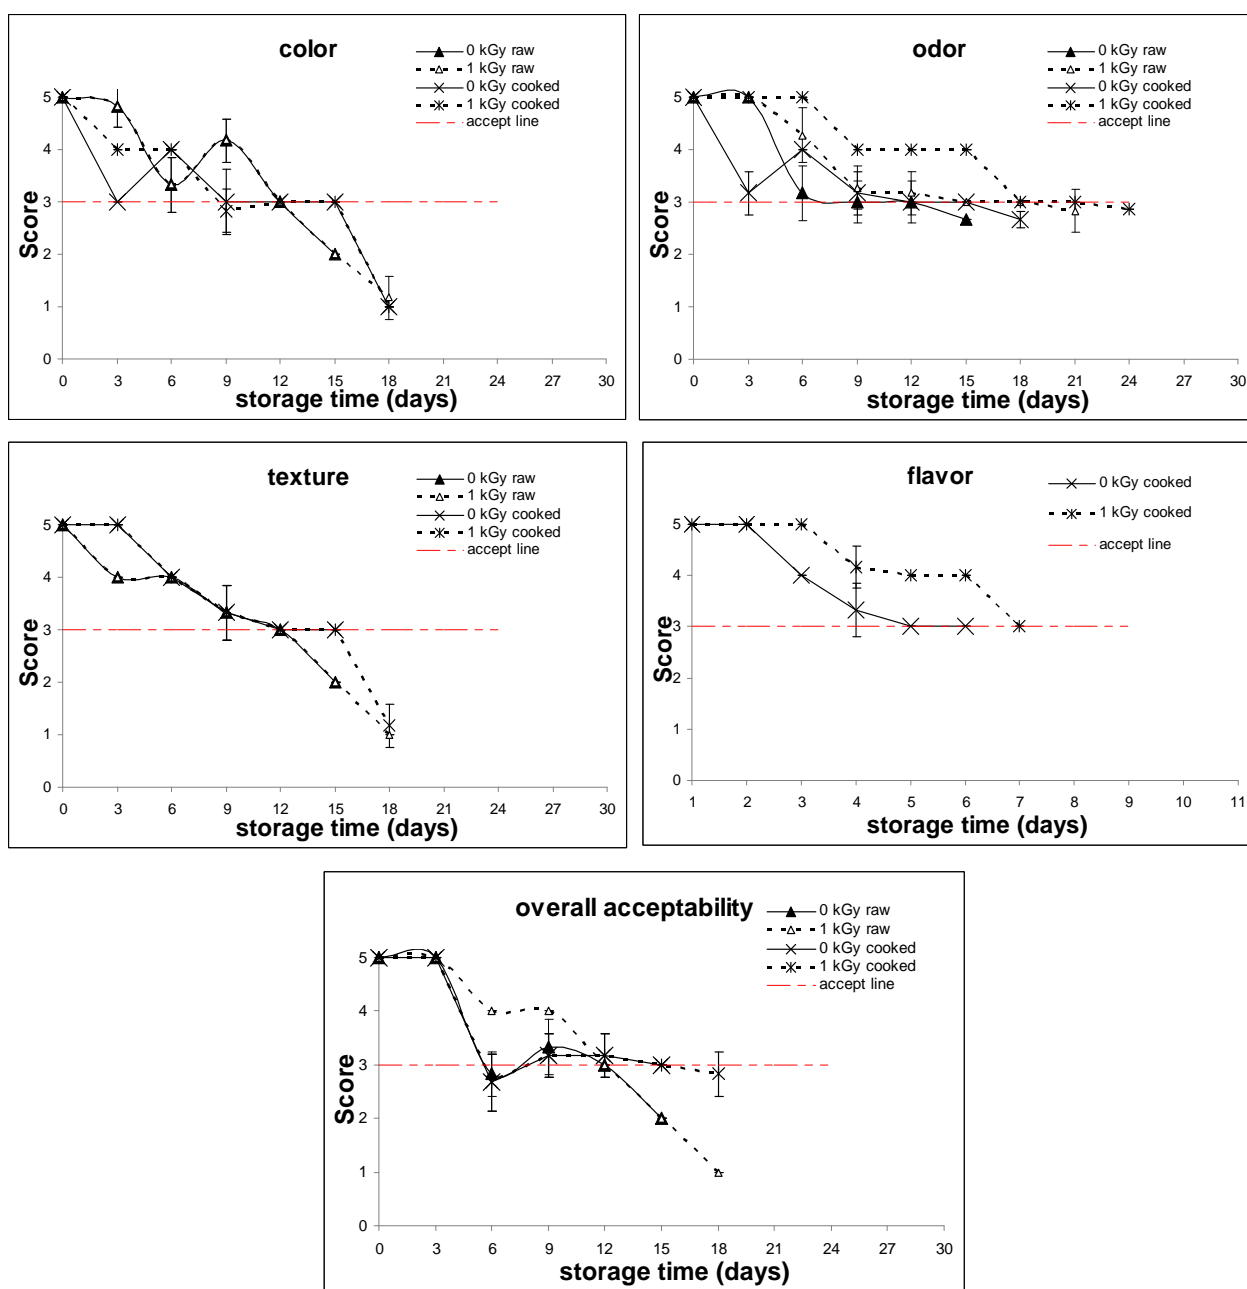 color
0 kGy raw
1 kGy raw
0 kGy cooked
1 kGy cooked
accept line
5
4
3
2
1
0
Score
0 3 6 9 12 15 18 21 24 27 30
storage time (days)
odor
0 kGy raw
1 kGy raw
0 kGy cooked
1 kGy cooked
accept line
5
4
3
2
1
0
Score
0 3 6 9 12 15 18 21 24 27 30
storage time (days)
texture
0 kGy raw
1 kGy raw
0 kGy cooked
1 kGy cooked
accept line
5
4
3
2
1
0
Score
0 3 6 9 12 15 18 21 24 27 30
storage time (days)
flavor
0 kGy cooked
1 kGy cooked
accept line
5
4
3
2
1
0
Score
1 2 3 4 5 6 7 8 9 10 11
storage time (days)
overall acceptability
0 kGy raw
1 kGy raw
0 kGy cooked
1 kGy cooked
accept line
5
4
3
2
1
0
Score
0 3 6 9 12 15 18 21 24 27 30
storage time (days)